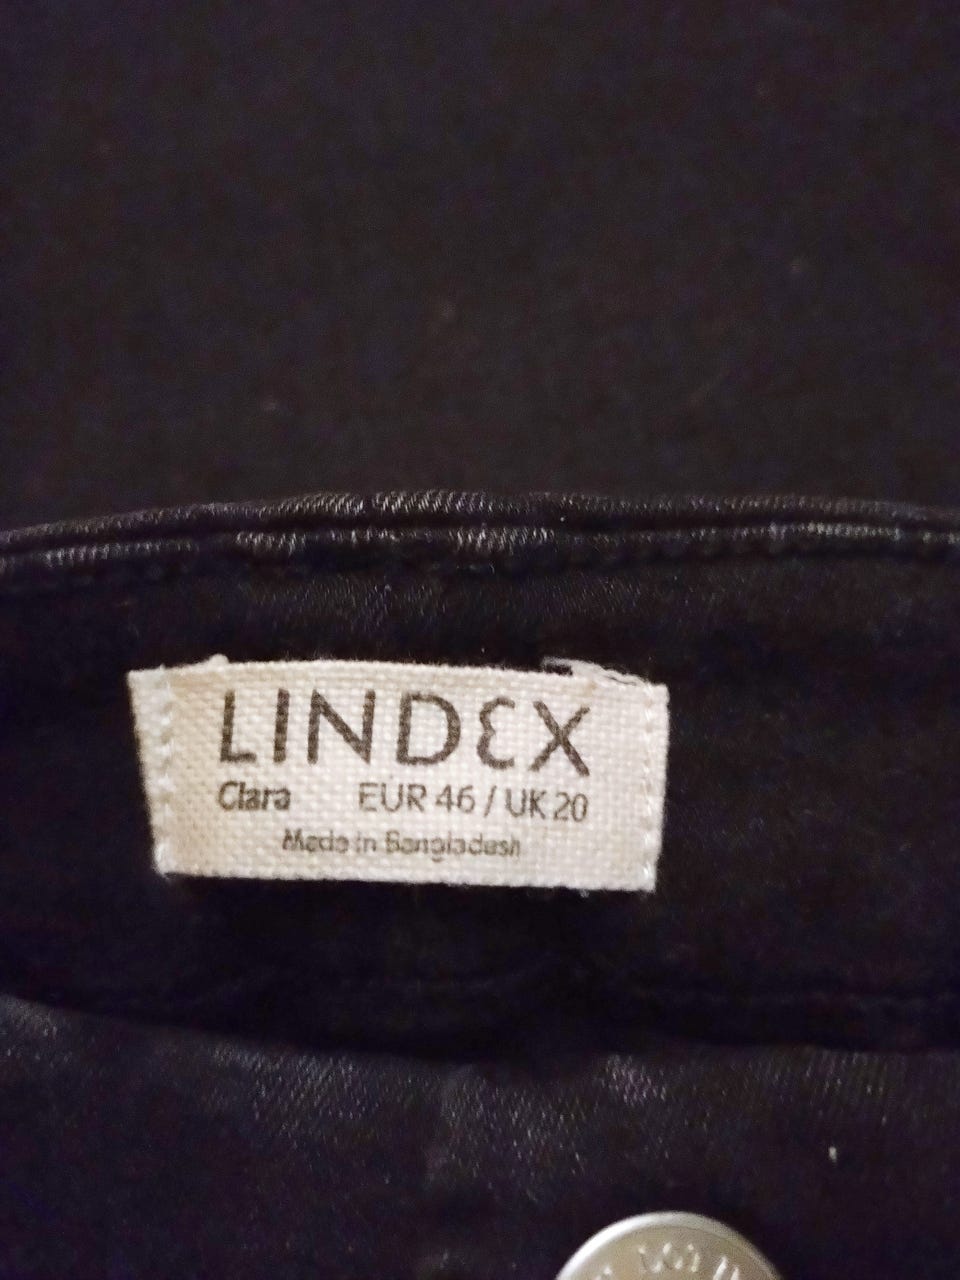 LINDEX
Clara EUR 46 / UK 20
Made in Bangladesh